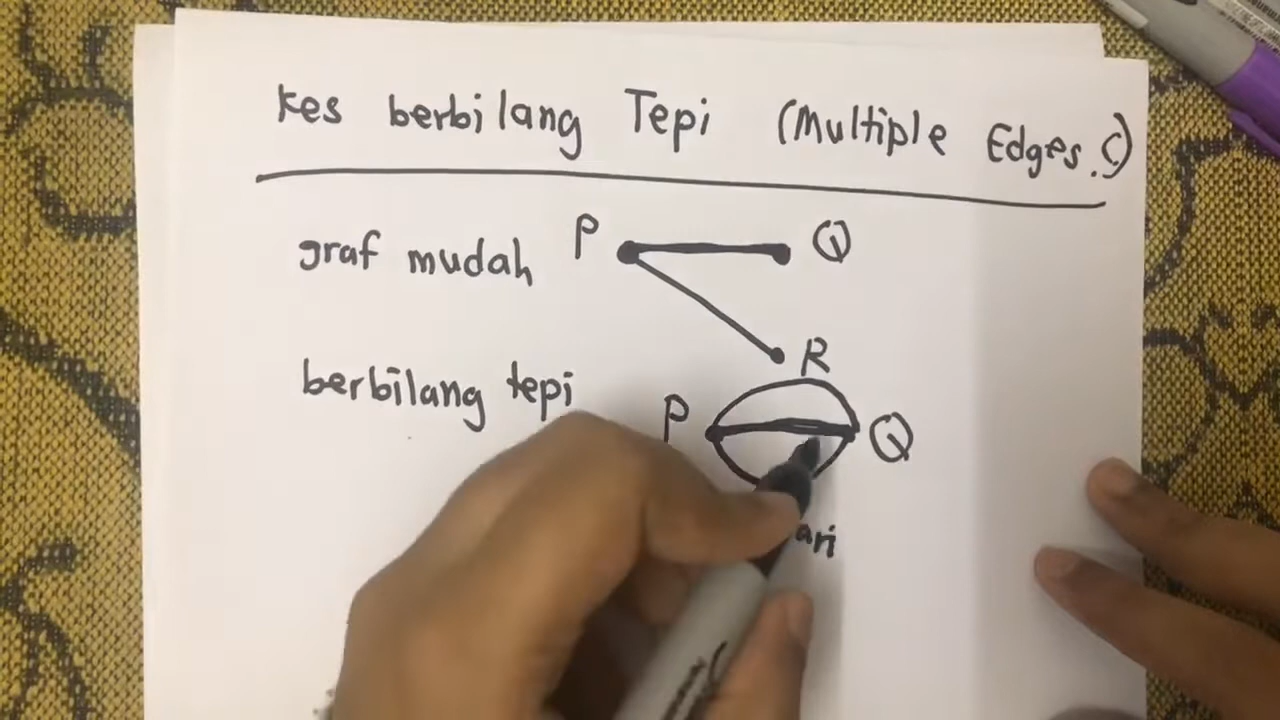 Kes berbilang Tepi (Multiple Edges.)
graf mudah P Q
R
berbilang tepi P Q